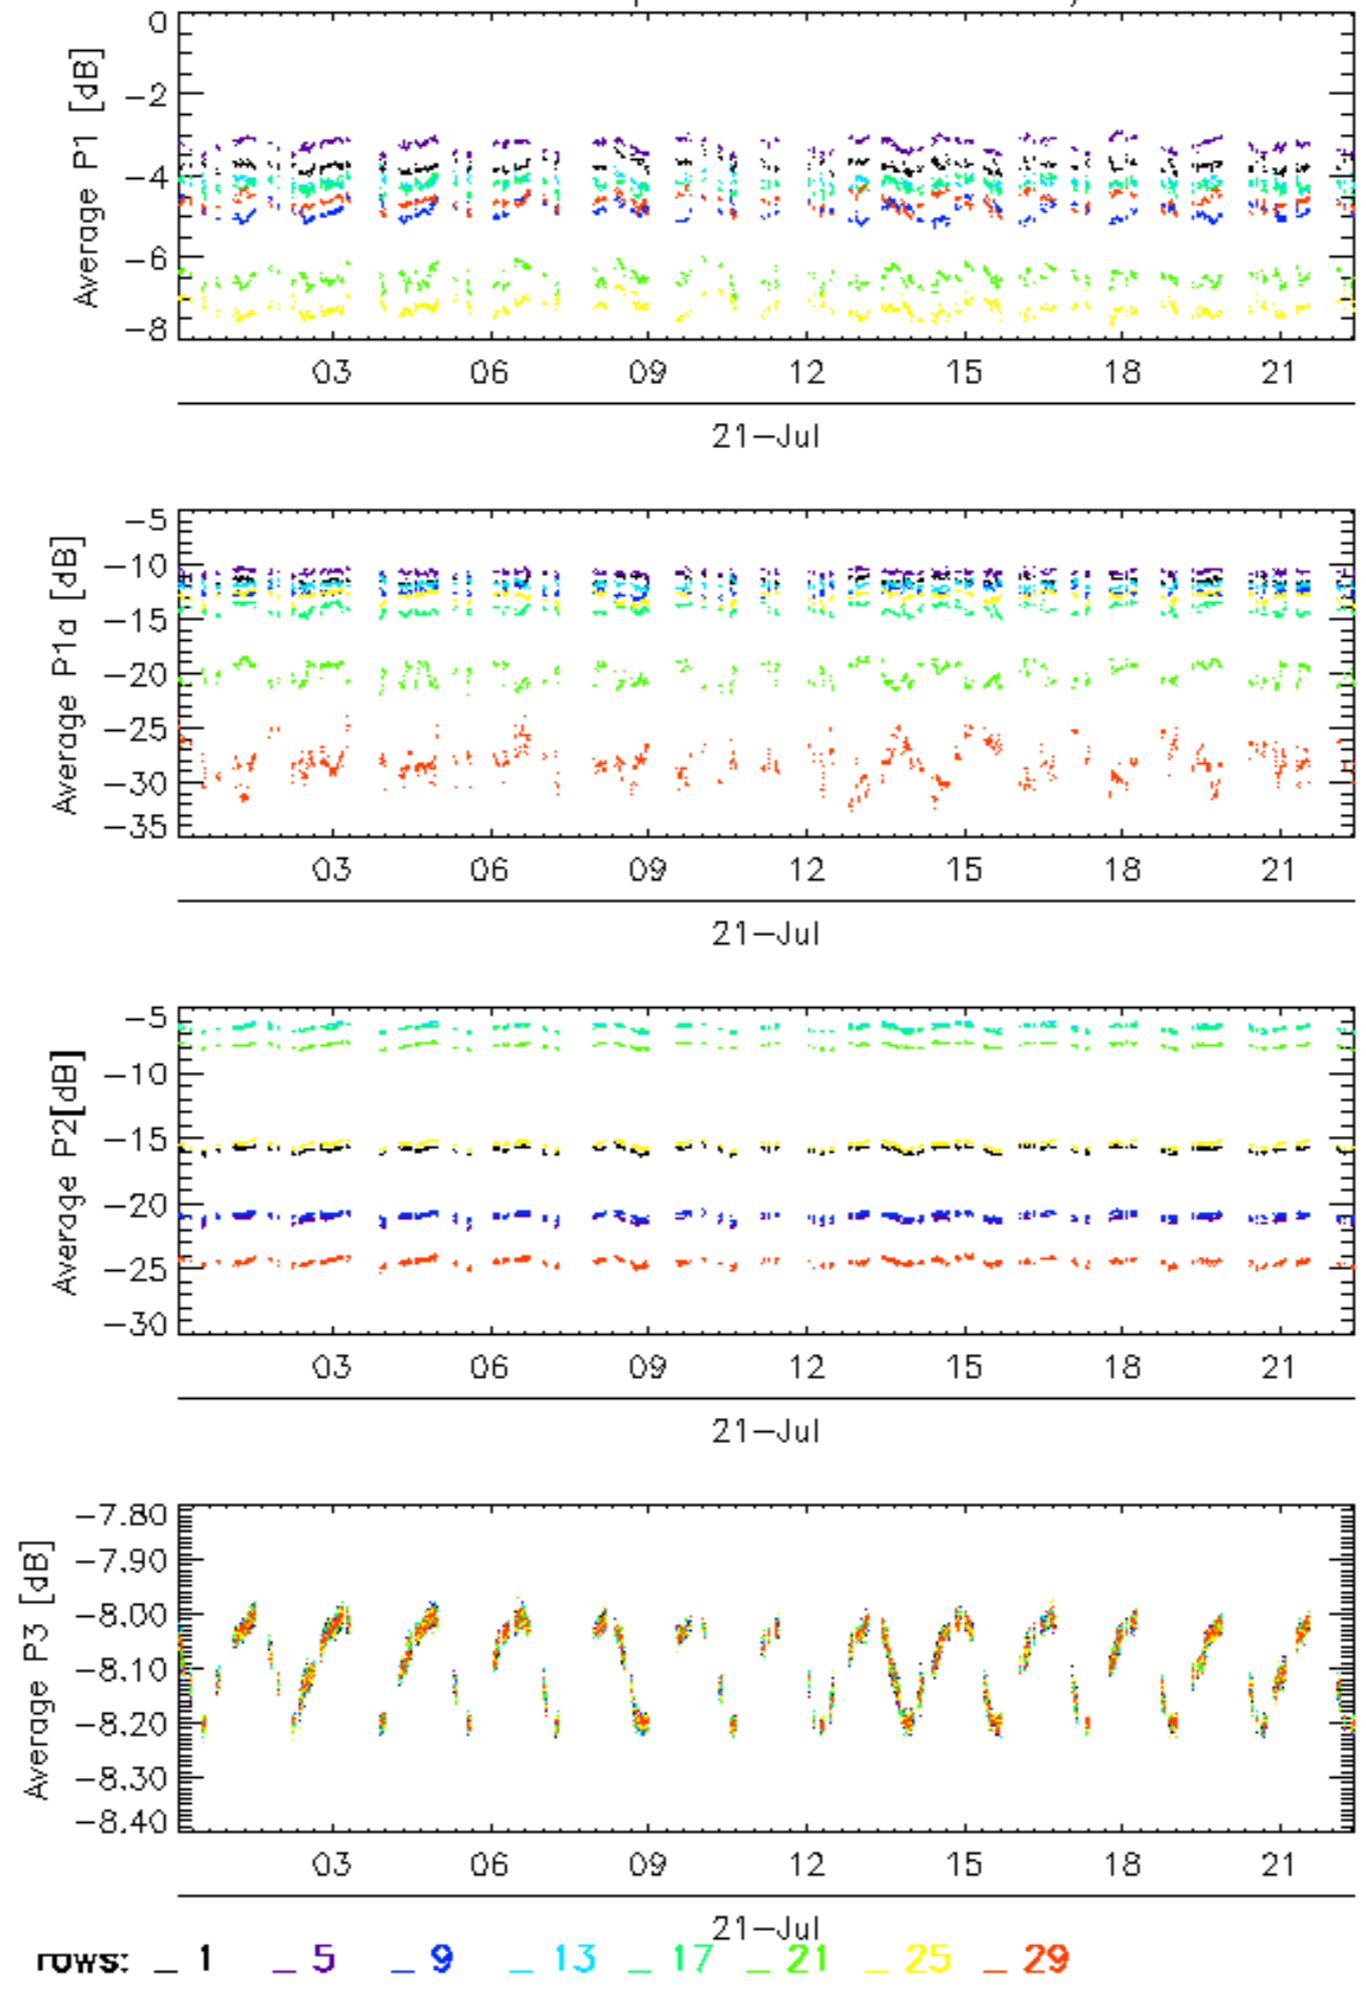 0
-2
-4
-6
-8
Average P1 [dB]
03 06 09 12 15 18 21
21-Jul
-5
-10
-15
-20
-25
-30
-35
Average P1a [dB]
03 06 09 12 15 18 21
21-Jul
-5
-10
-15
-20
-25
-30
Average P2[dB]
03 06 09 12 15 18 21
21-Jul
-7.80
-7.90
-8.00
-8.10
-8.20
-8.30
-8.40
Average P3 [dB]
03 06 09 12 15 18 21
21-Jul
rows: _ 1 _ 5 _ 9 _ 13 _ 17 _ 21 _ 25 _ 29